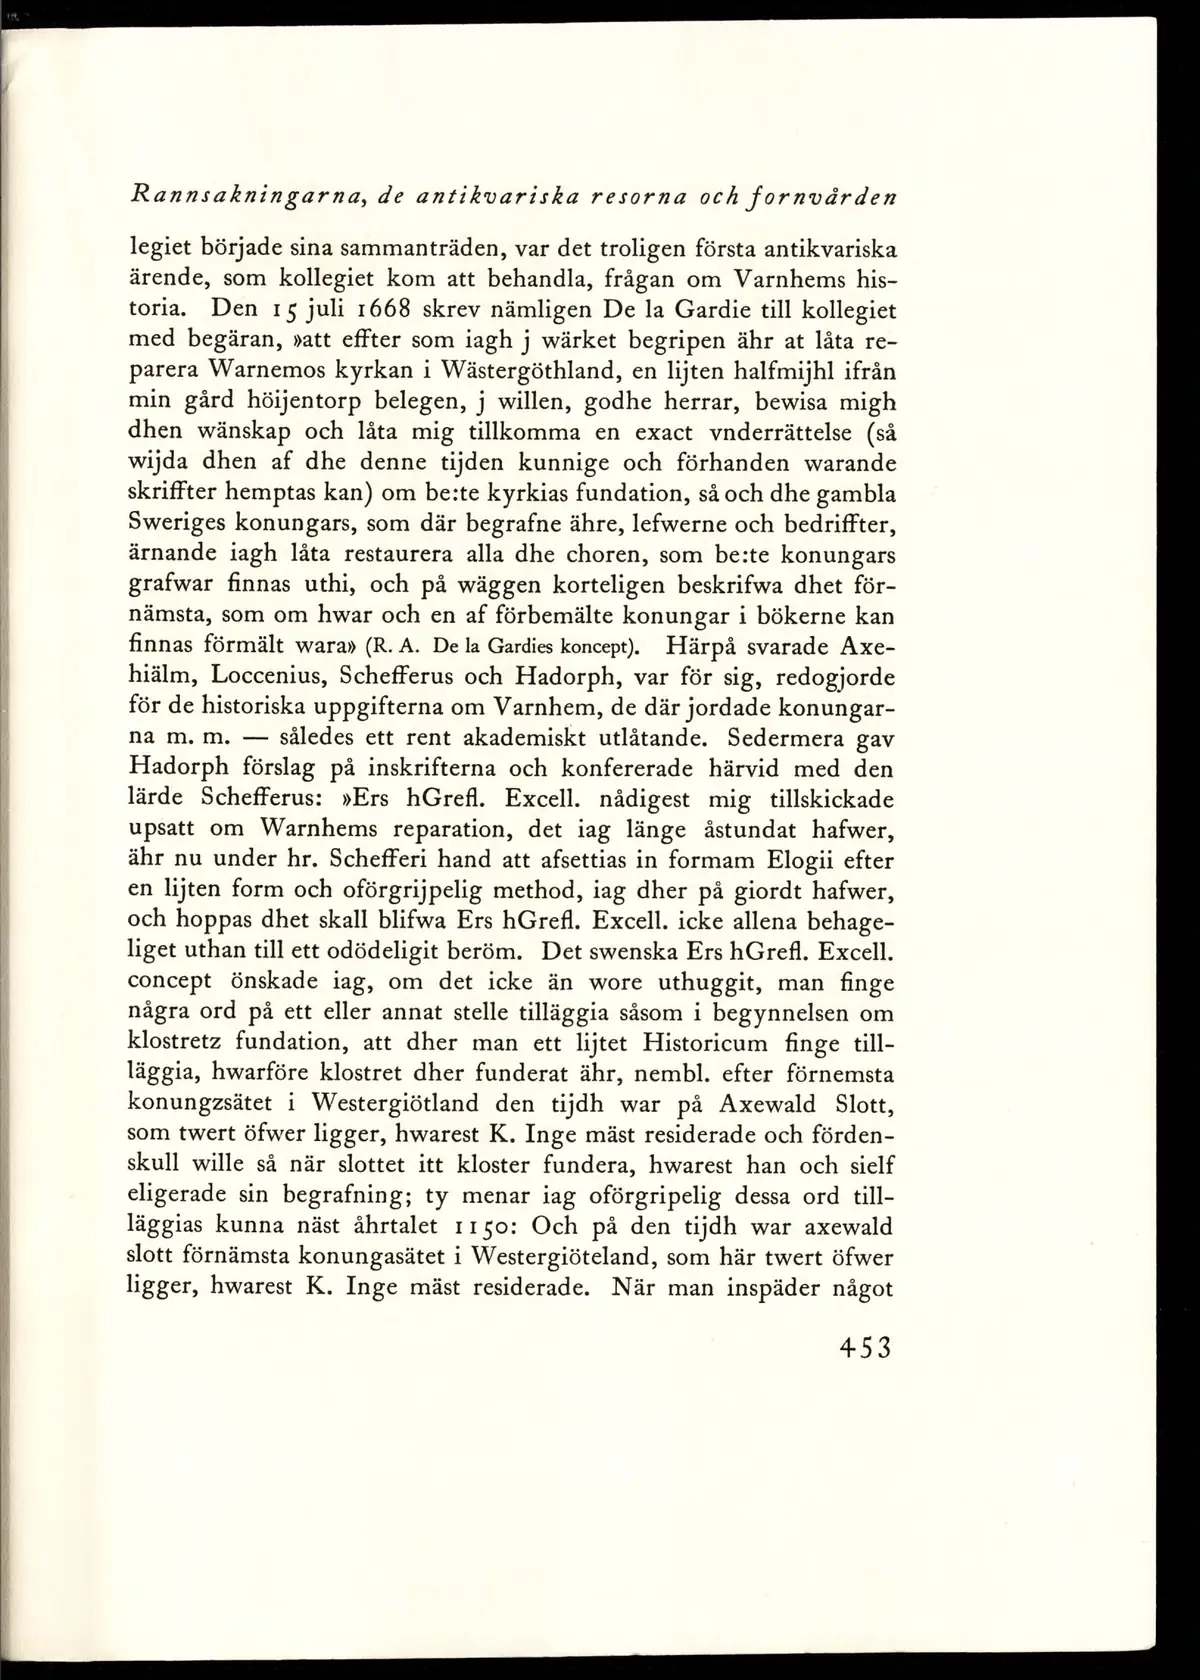 Rannsakningarna, de antikvariska resorna och fornvården
legiet började sina sammanträden, var det troligen första antikvariska
ärende, som kollegiet kom att behandla, frågan om Varnhems his-
toria. Den 15 juli 1668 skrev nämligen De la Gardie till kollegiet
med begäran, »att effter som iagh j wärket begripen ähr at låta re-
parera Warnemos kyrkan i Wästergöthland, en lijten halfmijhl ifrån
min gård höijentorp belegen, j willen, godhe herrar, bewisa migh
dhen wänskap och låta mig tillkomma en exact vnderrättelse (så
wijda dhen af dhe denne tijden kunnige och förhanden warande
skriffter hemptas kan) om be:te kyrkias fundation, så och dhe gambla
Sweriges konungars, som där begrafne ähre, lefwerne och bedriffter,
ärnande iagh låta restaurera alla dhe choren, som be:te konungars
grafwar finnas uthi, och på wäggen korteligen beskrifwa dhet för-
nämsta, som om hwar och en af förbemälte konungar i bökerne kan
finnas förmält wara» (R. A. De la Gardies koncept). Härpå svarade Axe-
hiälm, Loccenius, Schefferus och Hadorph, var för sig, redogjorde
för de historiska uppgifterna om Varnhem, de där jordade konungar-
na m. m. — således ett rent akademiskt utlåtande. Sedermera gav
Hadorph förslag på inskrifterna och konfererade härvid med den
lärde Schefferus: »Ers hGrefl. Excell. nådigest mig tillskickade
upsatt om Warnhems reparation, det iag länge åstundat hafwer,
ähr nu under hr. Schefferi hand att afsettias in formam Elogii efter
en lijten form och oförgrijpelig method, iag dher på giordt hafwer,
och hoppas dhet skall blifwa Ers hGrefl. Excell. icke allena behage-
liget uthan till ett odödeligit beröm. Det swenska Ers hGrefl. Excell.
concept önskade iag, om det icke än wore uthuggit, man finge
några ord på ett eller annat stelle tilläggia såsom i begynnelsen om
klostretz fundation, att dher man ett lijtet Historicum finge till-
läggia, hwarföre klostret dher funderat ähr, nembl. efter förnemsta
konungzsätet i Westergiötland den tijdh war på Axewald Slott,
som twert öfwer ligger, hwarest K. Inge mäst residerade och förden-
skull wille så när slottet itt kloster fundera, hwarest han och sielf
eligerade sin begrafning; ty menar iag oförgripelig dessa ord till-
läggias kunna näst åhrtalet 1150: Och på den tijdh war axewald
slott förnämsta konungasätet i Westergiöteland, som här twert öfwer
ligger, hwarest K. Inge mäst residerade. När man inspäder något
453